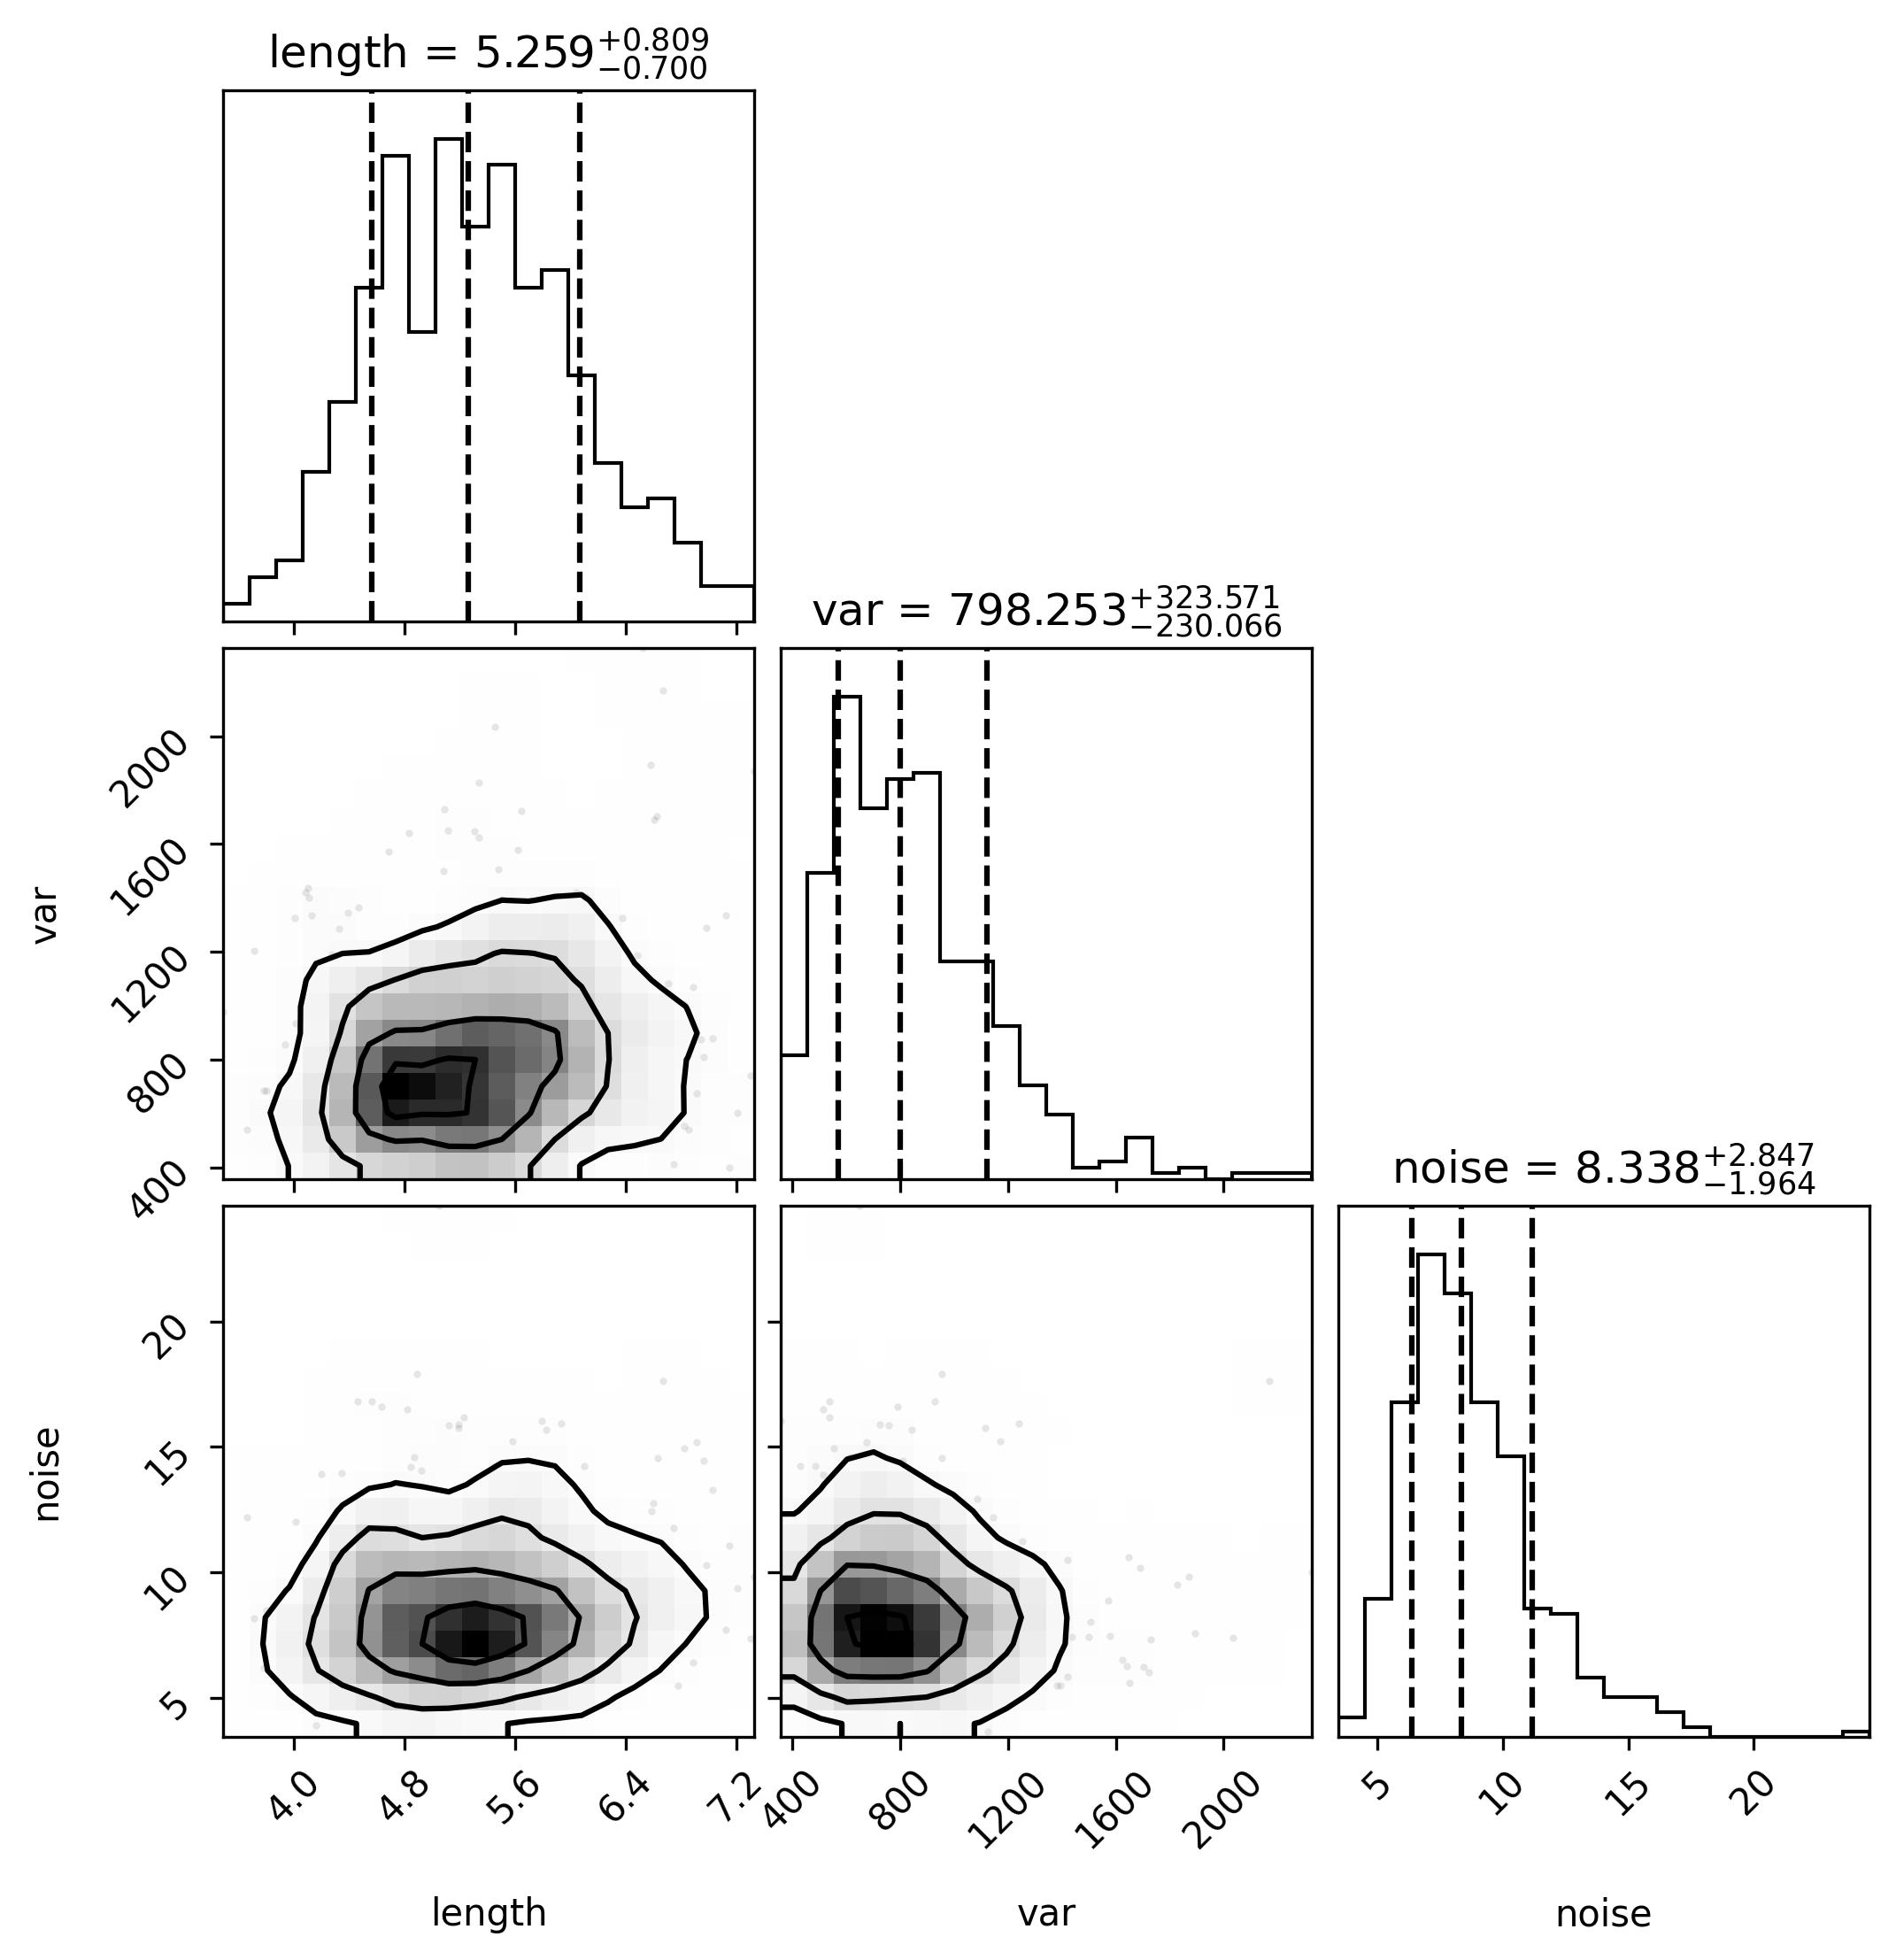 length = 5.259 +0.809 −0.700
var = 798.253 +323.571 −230.066
2000
1600
1200
800
400
var
noise = 8.338 +2.847 −1.964
20
15
10
5
noise
4.0 4.8 5.6 6.4 7.2 400 800 1200 1600 2000 5 10 15 20
length var noise